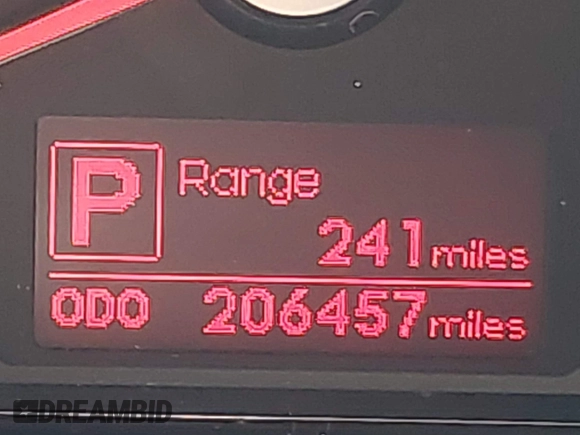 P
Range
241 miles
ODO 206457 miles
DREAMBID